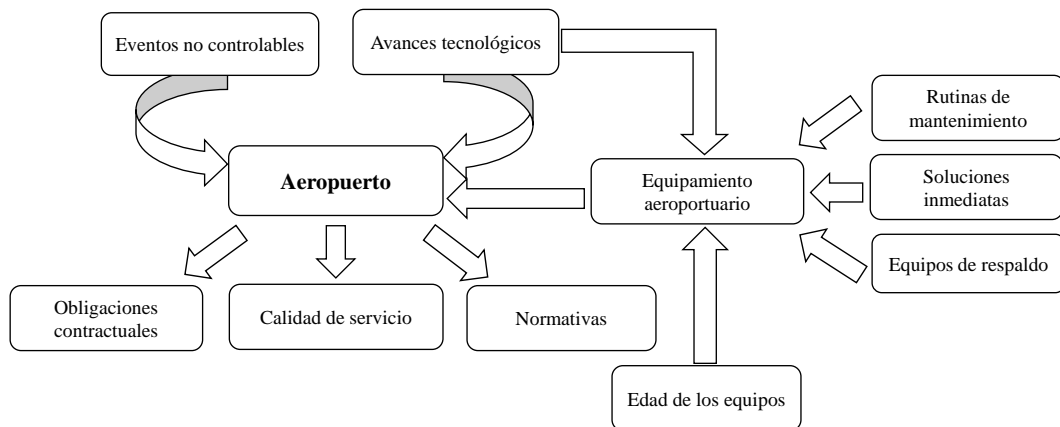 Eventos no controlables
Avances tecnológicos
Rutinas de
mantenimiento
Aeropuerto
Equipamiento
aeroportuario
Soluciones
inmediatas
Equipos de respaldo
Obligaciones
contractuales
Calidad de servicio
Normativas
Edad de los equipos